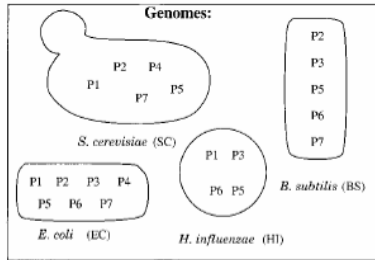 Genomes:
P2 P4
P1 P5
P7
S. cerevisiae (SC)
P2
P3
P5
P6
P7
B. subtilis (BS)
P1 P3
P6 P5
H. influenzae (HI)
P1 P2 P3 P4
P5 P6 P7
E. coli (EC)